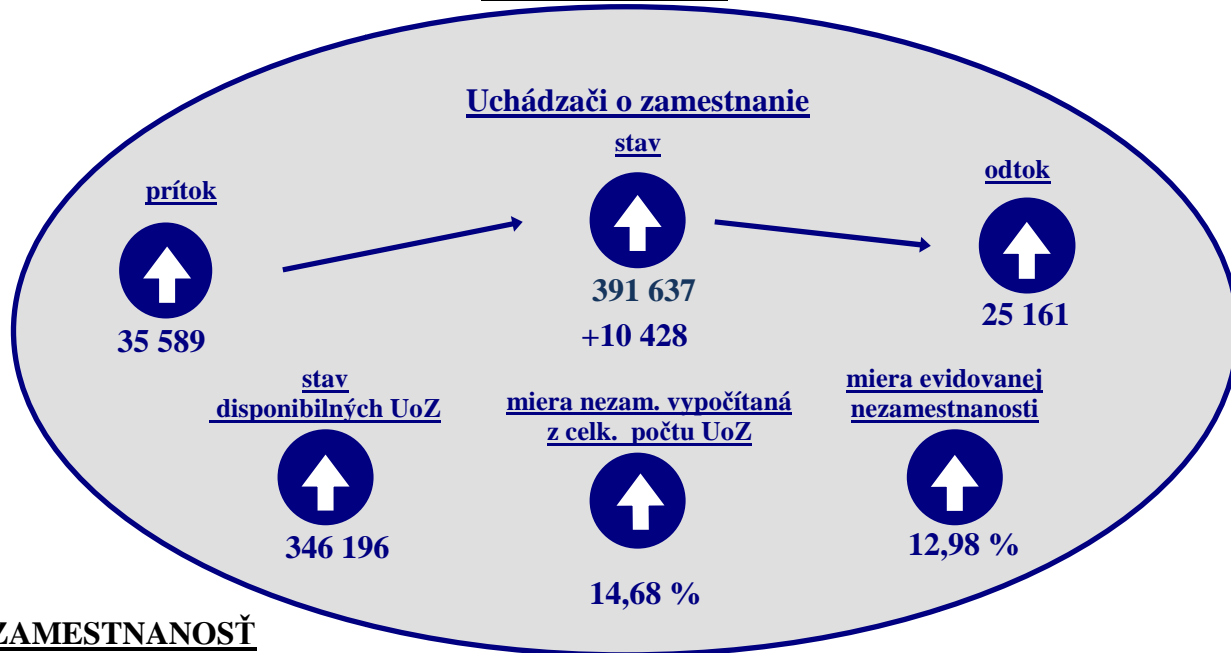 Uchádzači o zamestnanie
stav
prítok
odtok
391 637
+10 428
35 589
25 161
stav
disponibilných UoZ
miera nezam. vypočítaná
z celk. počtu UoZ
miera evidovanej
nezamestnanosti
346 196
14,68 %
12,98 %
ZAMESTNANOSŤ